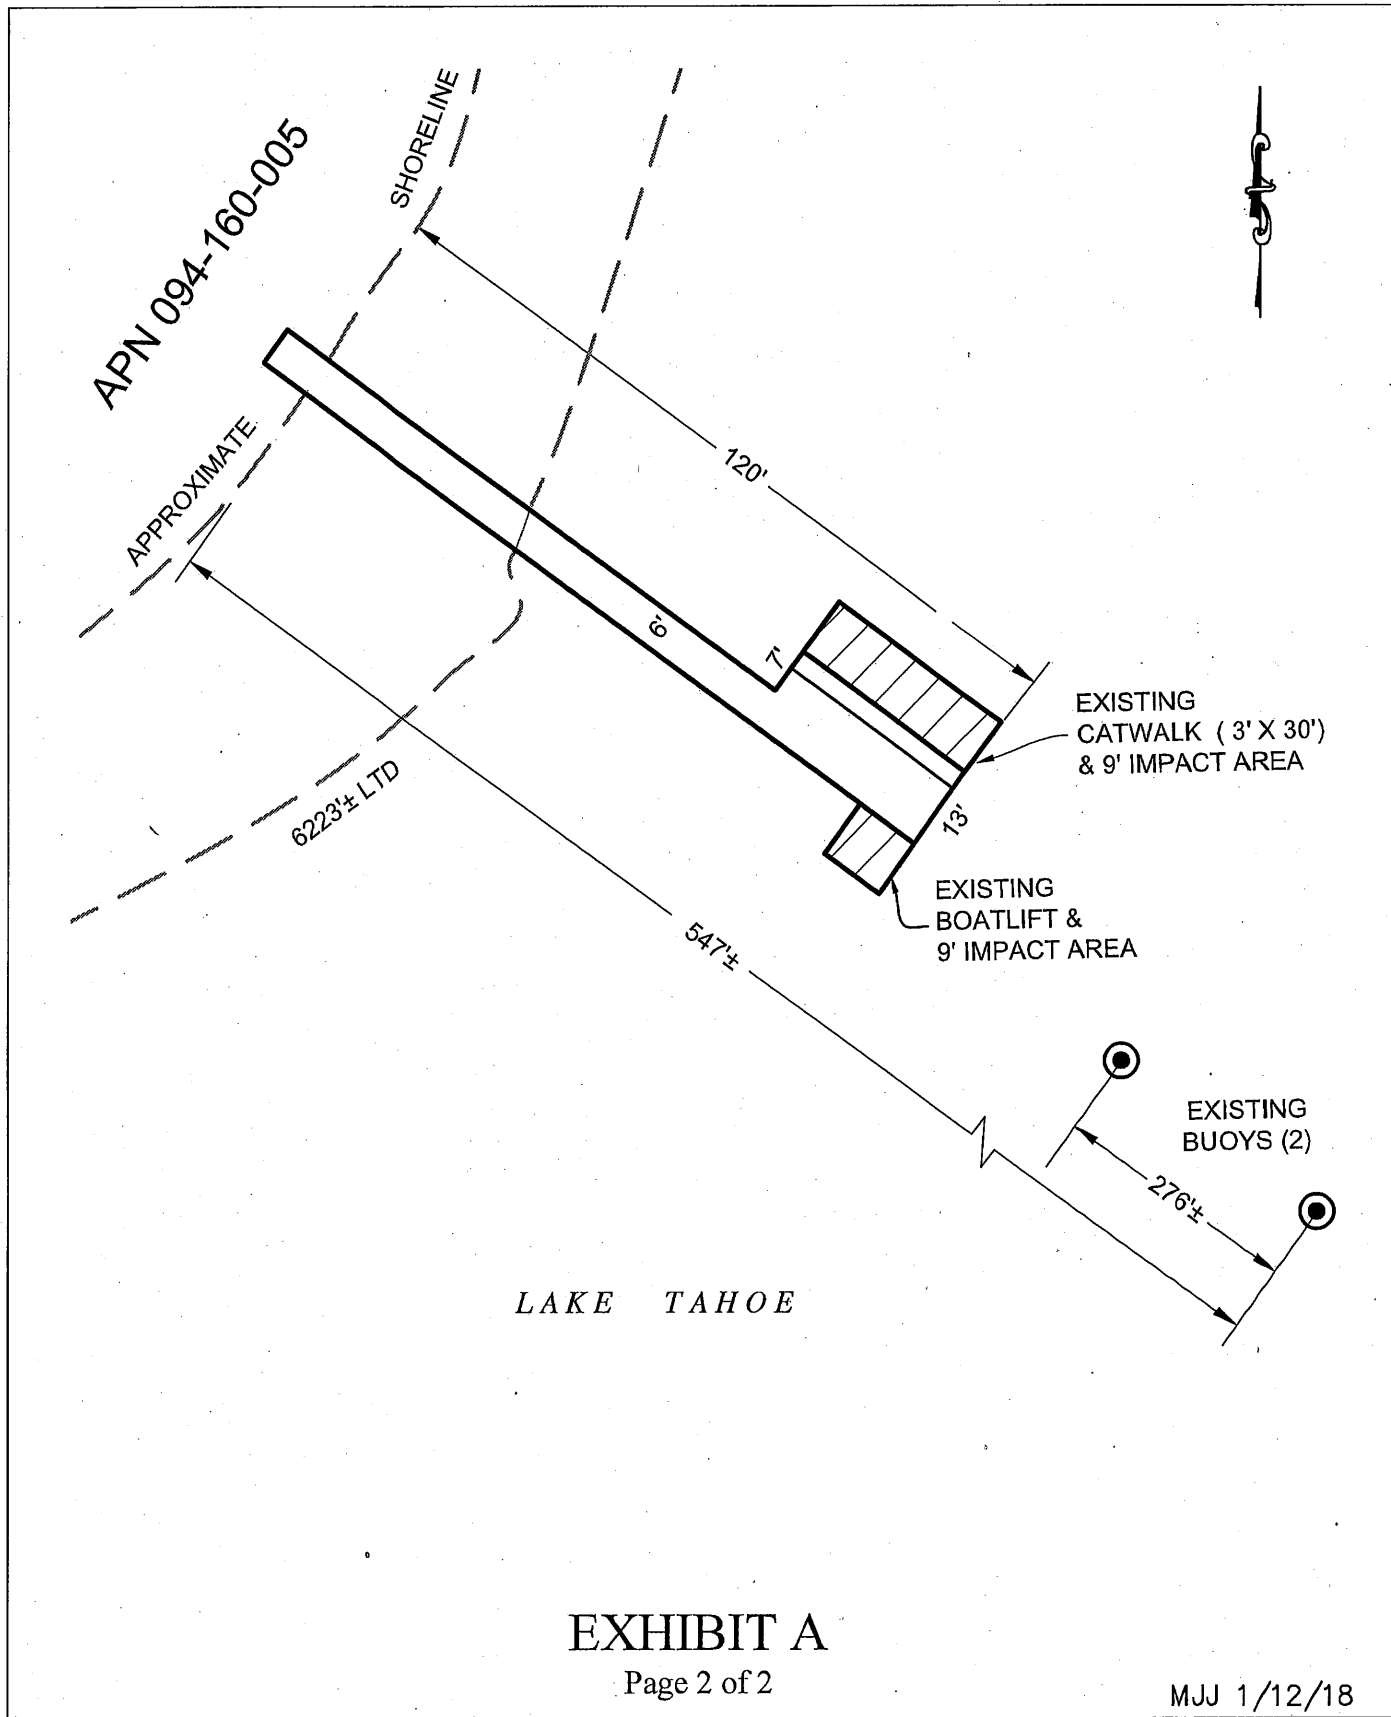 SHORELINE
APN 094-160-005
APPROXIMATE
120'
6'
7'
EXISTING
CATWALK ( 3' X 30')
& 9' IMPACT AREA
6223'± LTD
13'
EXISTING
BOATLIFT &
9' IMPACT AREA
547'±
EXISTING
BUOYS (2)
276'±
LAKE TAHOE
EXHIBIT A
Page 2 of 2
MJJ 1/12/18